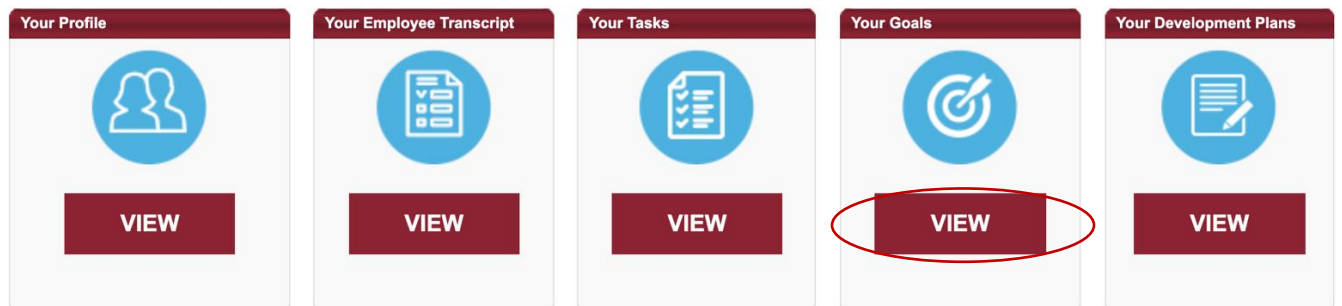 Your Profile
Your Employee Transcript
Your Tasks
Your Goals
Your Development Plans
VIEW
VIEW
VIEW
VIEW
VIEW